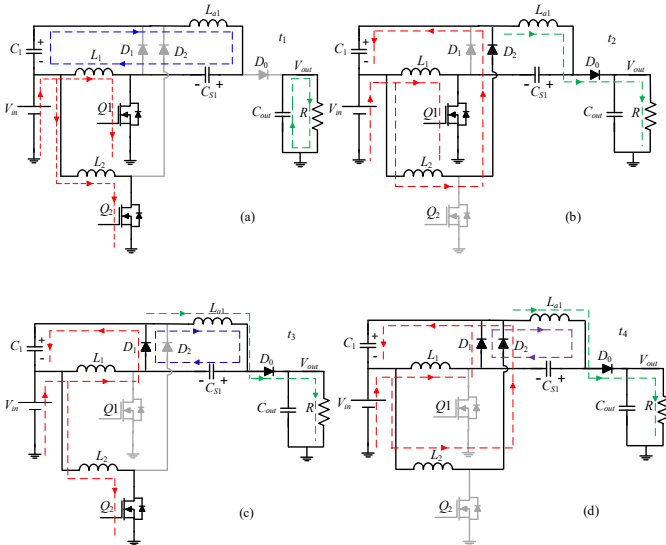 La1
t1
C1 + -
L1
D1 D2
D0
Vout
- CS1 +
Vin
Q1
Cout
R
L2
Q2
(a)
La1
t2
C1 + -
L1
D1 D2
D0
Vout
- CS1 +
Vin
Q1
Cout
R
L2
Q2
(b)
La1
t3
C1 + -
L1
D1 D2
D0
Vout
- CS1 +
Vin
Q1
Cout
R
L2
Q2
(c)
La1
t4
C1 + -
L1
D1 D2
D0
Vout
- CS1 +
Vin
Q1
Cout
R
L2
Q2
(d)